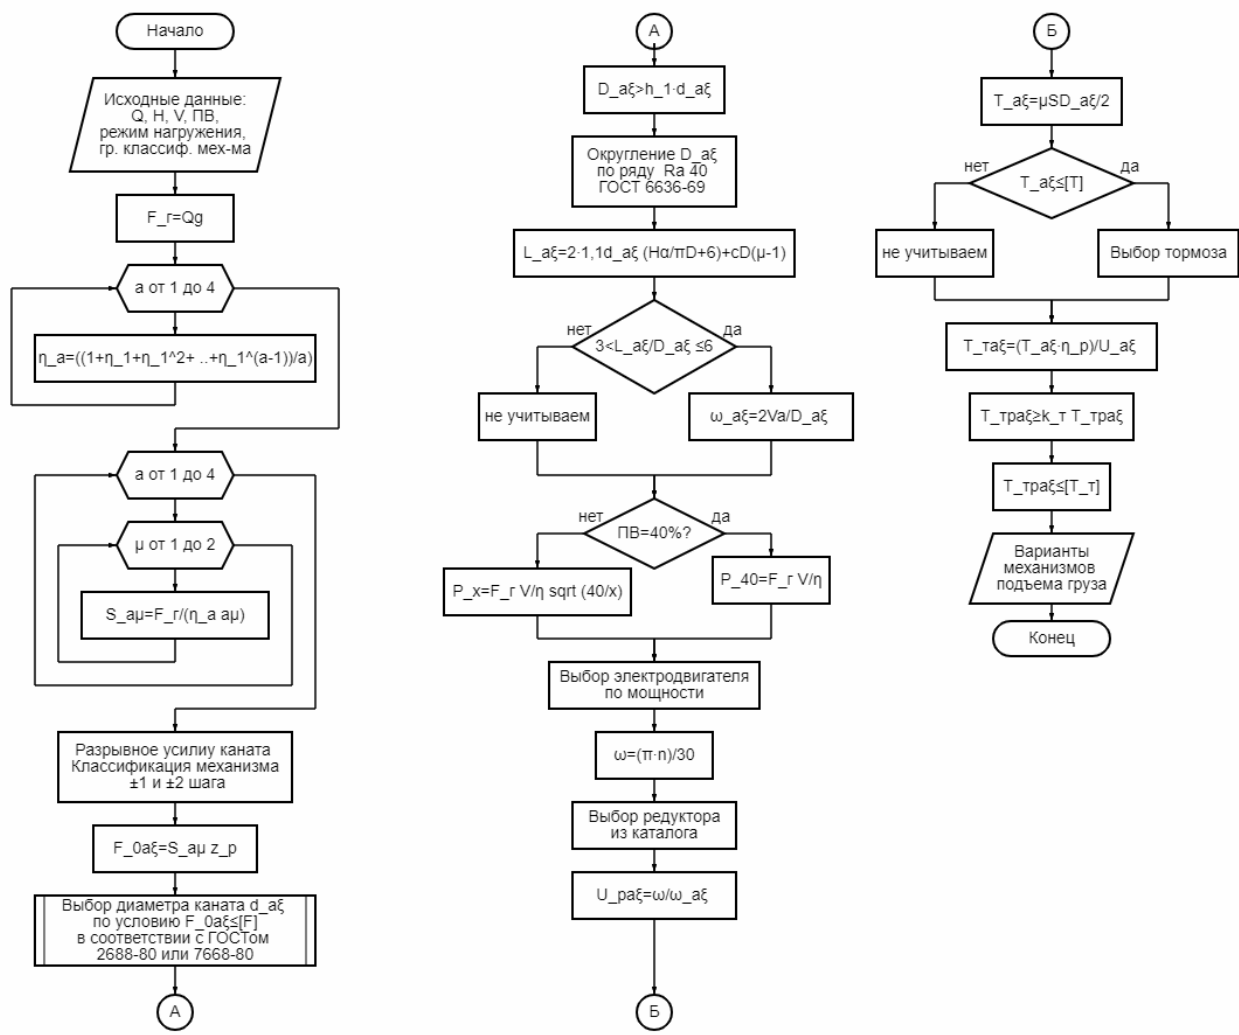 Начало
Исходные данные:
Q, H, V, ПВ,
режим нагружения,
гр. классиф. мех-ма
F_г=Qg
a от 1 до 4
η_a=((1+η_1+η_1^2+ ..+η_1^(a-1))/a)
a от 1 до 4
μ от 1 до 2
S_aμ=F_г/(η_a aμ)
Разрывное усилиу каната
Классификация механизма
±1 и ±2 шага
F_0aξ=S_aμ z_p
Выбор диаметра каната d_aξ
по условию F_0aξ≤[F]
в соответствии с ГОСТом
2688-80 или 7668-80
А
А
D_aξ>h_1·d_aξ
Округление D_aξ
по ряду Ra 40
ГОСТ 6636-69
L_aξ=2·1,1d_aξ (Hα/πD+6)+cD(μ-1)
3<L_aξ/D_aξ ≤6
нет
да
не учитываем
ω_aξ=2Va/D_aξ
ПВ=40%?
нет
да
P_x=F_г V/η sqrt (40/x)
P_40=F_г V/η
Выбор электродвигателя
по мощности
ω=(π·n)/30
Выбор редуктора
из каталога
U_paξ=ω/ω_aξ
Б
Б
T_aξ=μSD_aξ/2
T_aξ≤[T]
нет
да
не учитываем
Выбор тормоза
T_тaξ=(T_aξ·η_p)/U_aξ
T_трaξ≥k_т T_трaξ
T_трaξ≤[T_т]
Варианты
механизмов
подъема груза
Конец